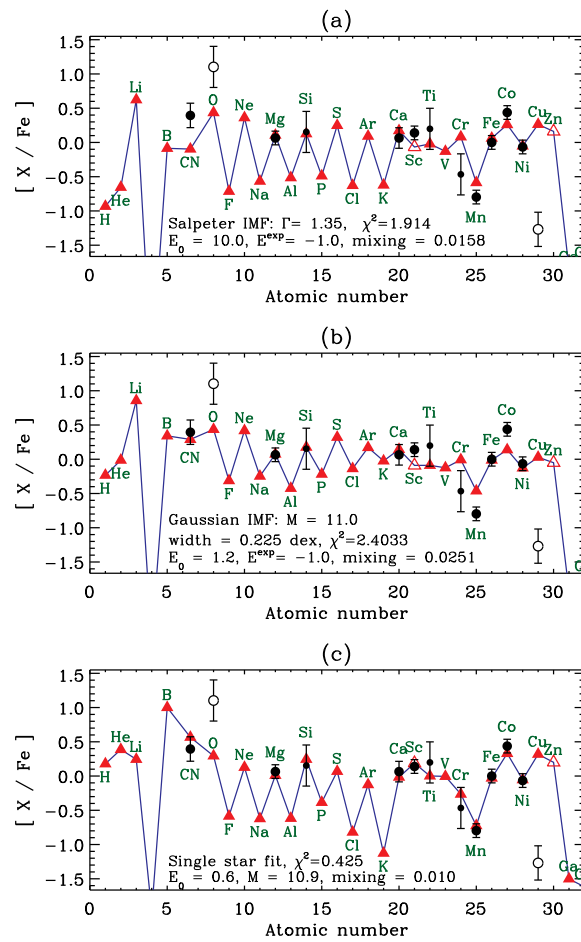 (a)
[ X / Fe ]
1.5
1.0
0.5
0.0
−0.5
−1.0
−1.5
H
He
Li
B
CN
O
F
Ne
Na
Mg
Al
Si
P
S
Cl
Ar
K
Ca
Sc
Ti
V
Cr
Mn
Fe
Co
Ni
Cu
Zn
Salpeter IMF: Γ= 1.35, χ²=1.914
E₀ = 10.0, Eᵉˣᵖ= −1.0, mixing = 0.0158
0 5 10 15 20 25 30
Atomic number
(b)
[ X / Fe ]
1.5
1.0
0.5
0.0
−0.5
−1.0
−1.5
H
He
Li
B
CN
O
F
Ne
Na
Mg
Al
Si
P
S
Cl
Ar
K
Ca
Sc
Ti
V
Cr
Mn
Fe
Co
Ni
Cu
Zn
Gaussian IMF: M = 11.0
width = 0.225 dex, χ²=2.4033
E₀ = 1.2, Eᵉˣᵖ= −1.0, mixing = 0.0251
0 5 10 15 20 25 30
Atomic number
(c)
[ X / Fe ]
1.5
1.0
0.5
0.0
−0.5
−1.0
−1.5
H
He
Li
B
CN
O
F
Ne
Na
Mg
Al
Si
P
S
Cl
Ar
K
Ca
Sc
Ti
V
Cr
Mn
Fe
Co
Ni
Cu
Zn
Ga
Single star fit, χ²=0.425
E₀ = 0.6, M = 10.9, mixing = 0.010
0 5 10 15 20 25 30
Atomic number